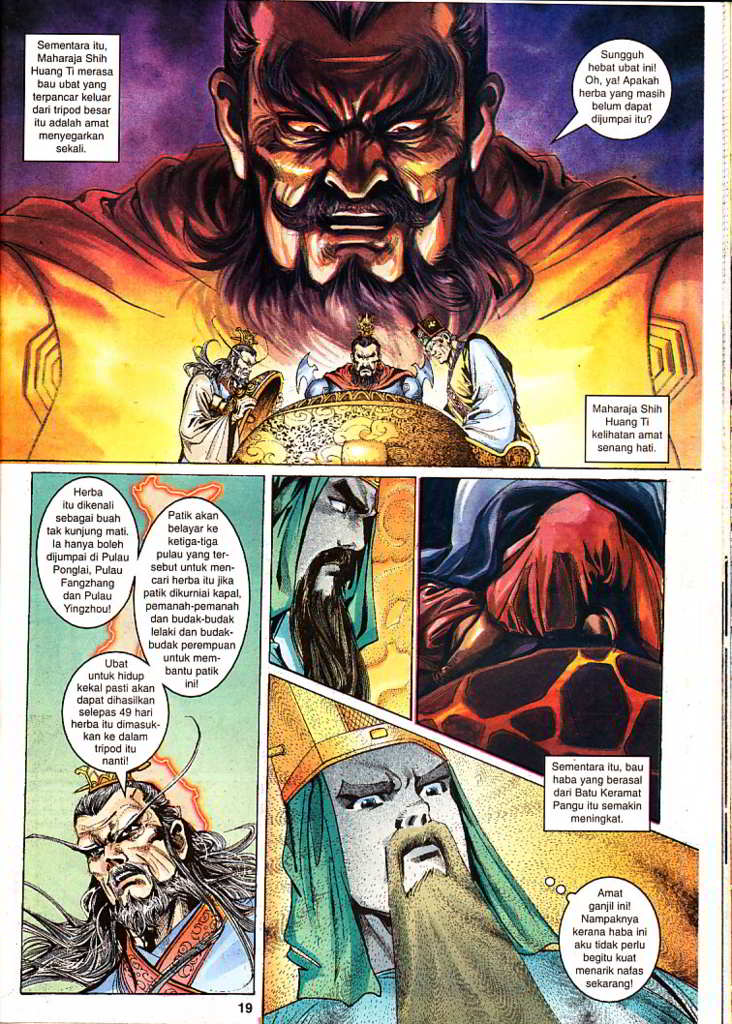 Sementara itu,
Maharaja Shih
Huang Ti merasa
bau ubat yang
terpancar keluar
dari tripod besar
itu adalah amat
menyegarkan
sekali.
Sungguh
hebat ubat ini!
Oh, ya! Apakah
herba yang masih
belum dapat
dijumpai itu?
Maharaja Shih
Huang Ti
kelihatan amat
senang hati.
Herba
itu dikenali
sebagai buah
tak kunjung mati.
Ia hanya boleh
dijumpai di Pulau
Ponglai, Pulau
Fangzhang
dan Pulau
Yingzhou!
Patik akan
belayar ke
ketiga-tiga
pulau yang ter-
sebut untuk men-
cari herba itu jika
patik dikurniai kapal,
pemanah-pemanah
dan budak-budak
lelaki dan budak-
budak perempuan
untuk mem-
bantu patik
ini!
Ubat
untuk hidup
kekal pasti akan
dapat dihasilkan
selepas 49 hari
herba itu dimasuk-
kan ke dalam
tripod itu
nanti!
Sementara itu, bau
haba yang berasal
dari Batu Keramat
Pangu itu semakin
meningkat.
Amat
ganjil ini!
Nampaknya
kerana haba ini
aku tidak perlu
begitu kuat
menarik nafas
sekarang!
19